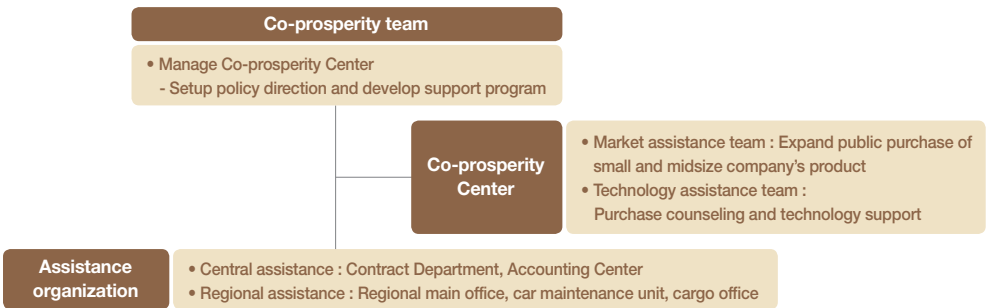 Co-prosperity team
• Manage Co-prosperity Center
- Setup policy direction and develop support program
Co-prosperity
Center
• Market assistance team : Expand public purchase of
small and midsize company's product
• Technology assistance team :
Purchase counseling and technology support
Assistance
organization
• Central assistance : Contract Department, Accounting Center
• Regional assistance : Regional main office, car maintenance unit, cargo office